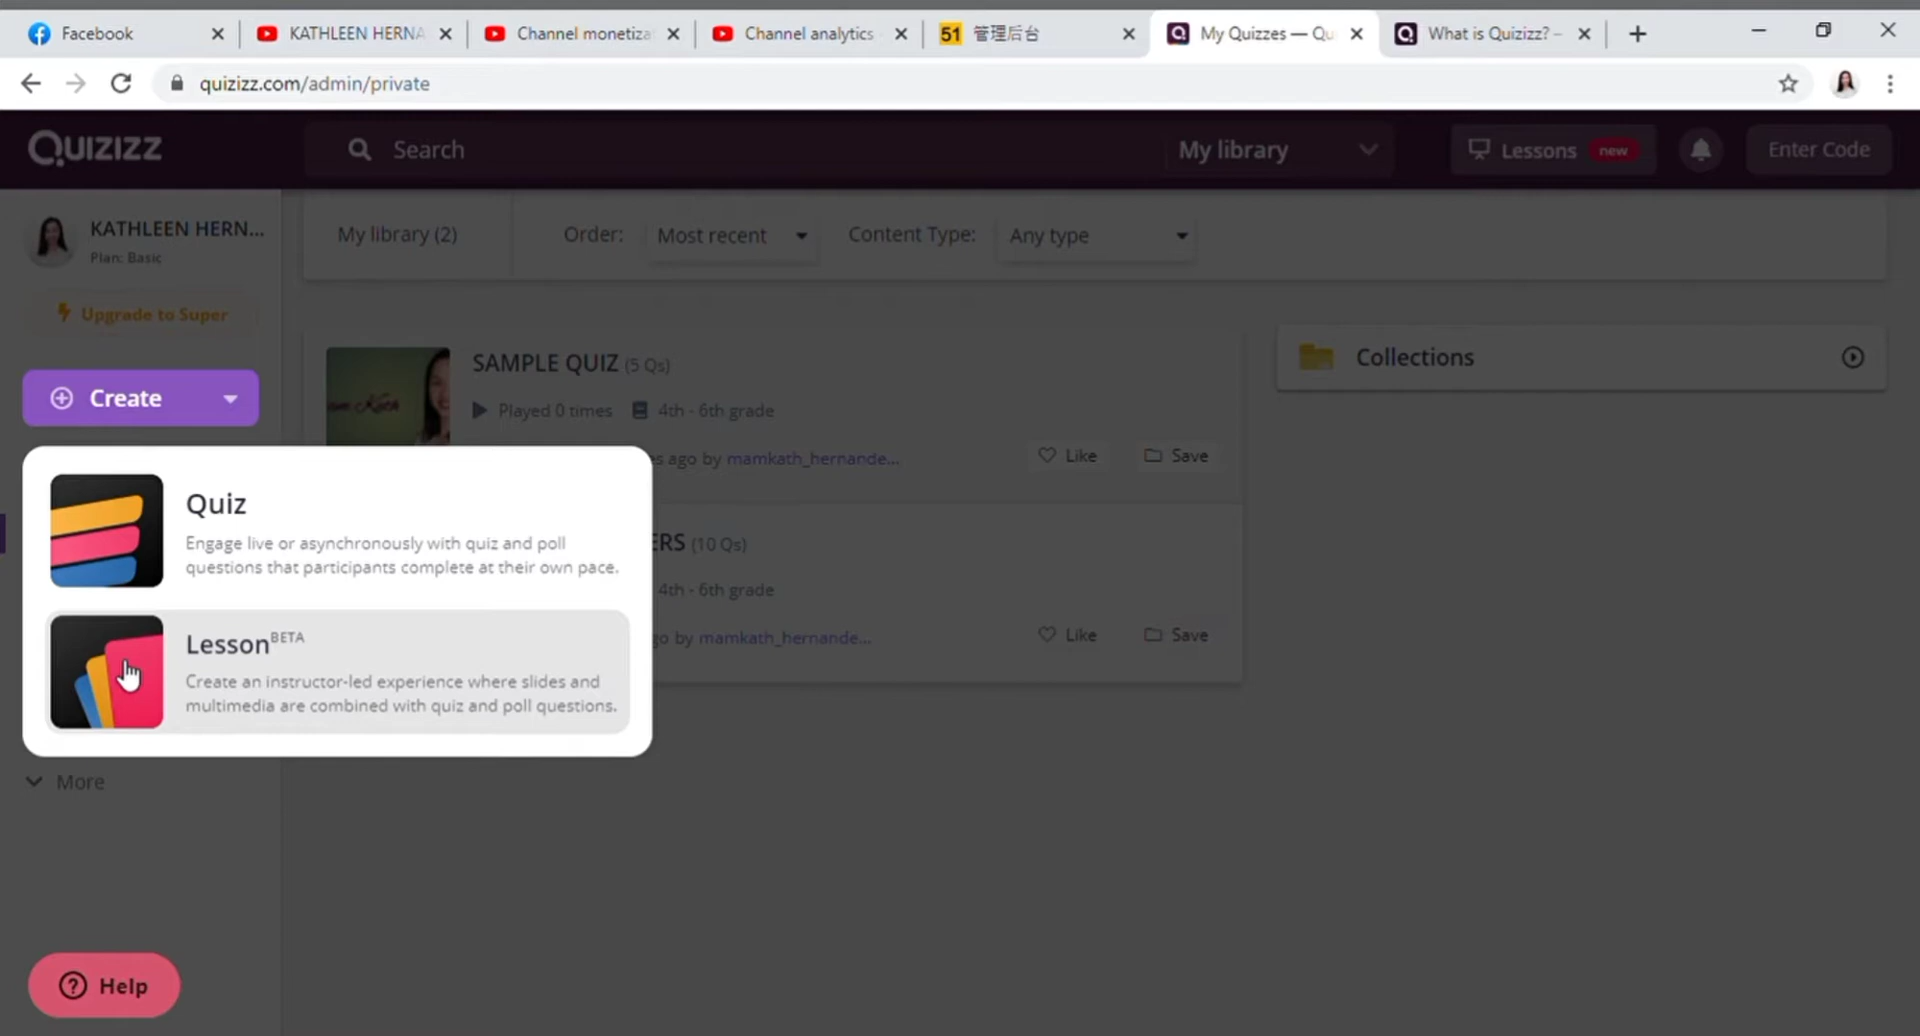 Facebook
KATHLEEN HERNA
Channel monetiza
Channel analytics
51 管理后台
My Quizzes — Qu
What is Quizizz? –
quizizz.com/admin/private
QUIZIZZ
Search
My library
Lessons new
Enter Code
KATHLEEN HERN...
Plan: Basic
Upgrade to Super
Create
My library (2)
Order:
Most recent
Content Type:
Any type
SAMPLE QUIZ (5 Qs)
Played 0 times
4th - 6th grade
ago by mamkath_hernande...
Like
Save
Collections
Quiz
Engage live or asynchronously with quiz and poll
questions that participants complete at their own pace.
Lesson BETA
Create an instructor-led experience where slides and
multimedia are combined with quiz and poll questions.
ERS (10 Qs)
4th - 6th grade
go by mamkath_hernande...
Like
Save
More
Help